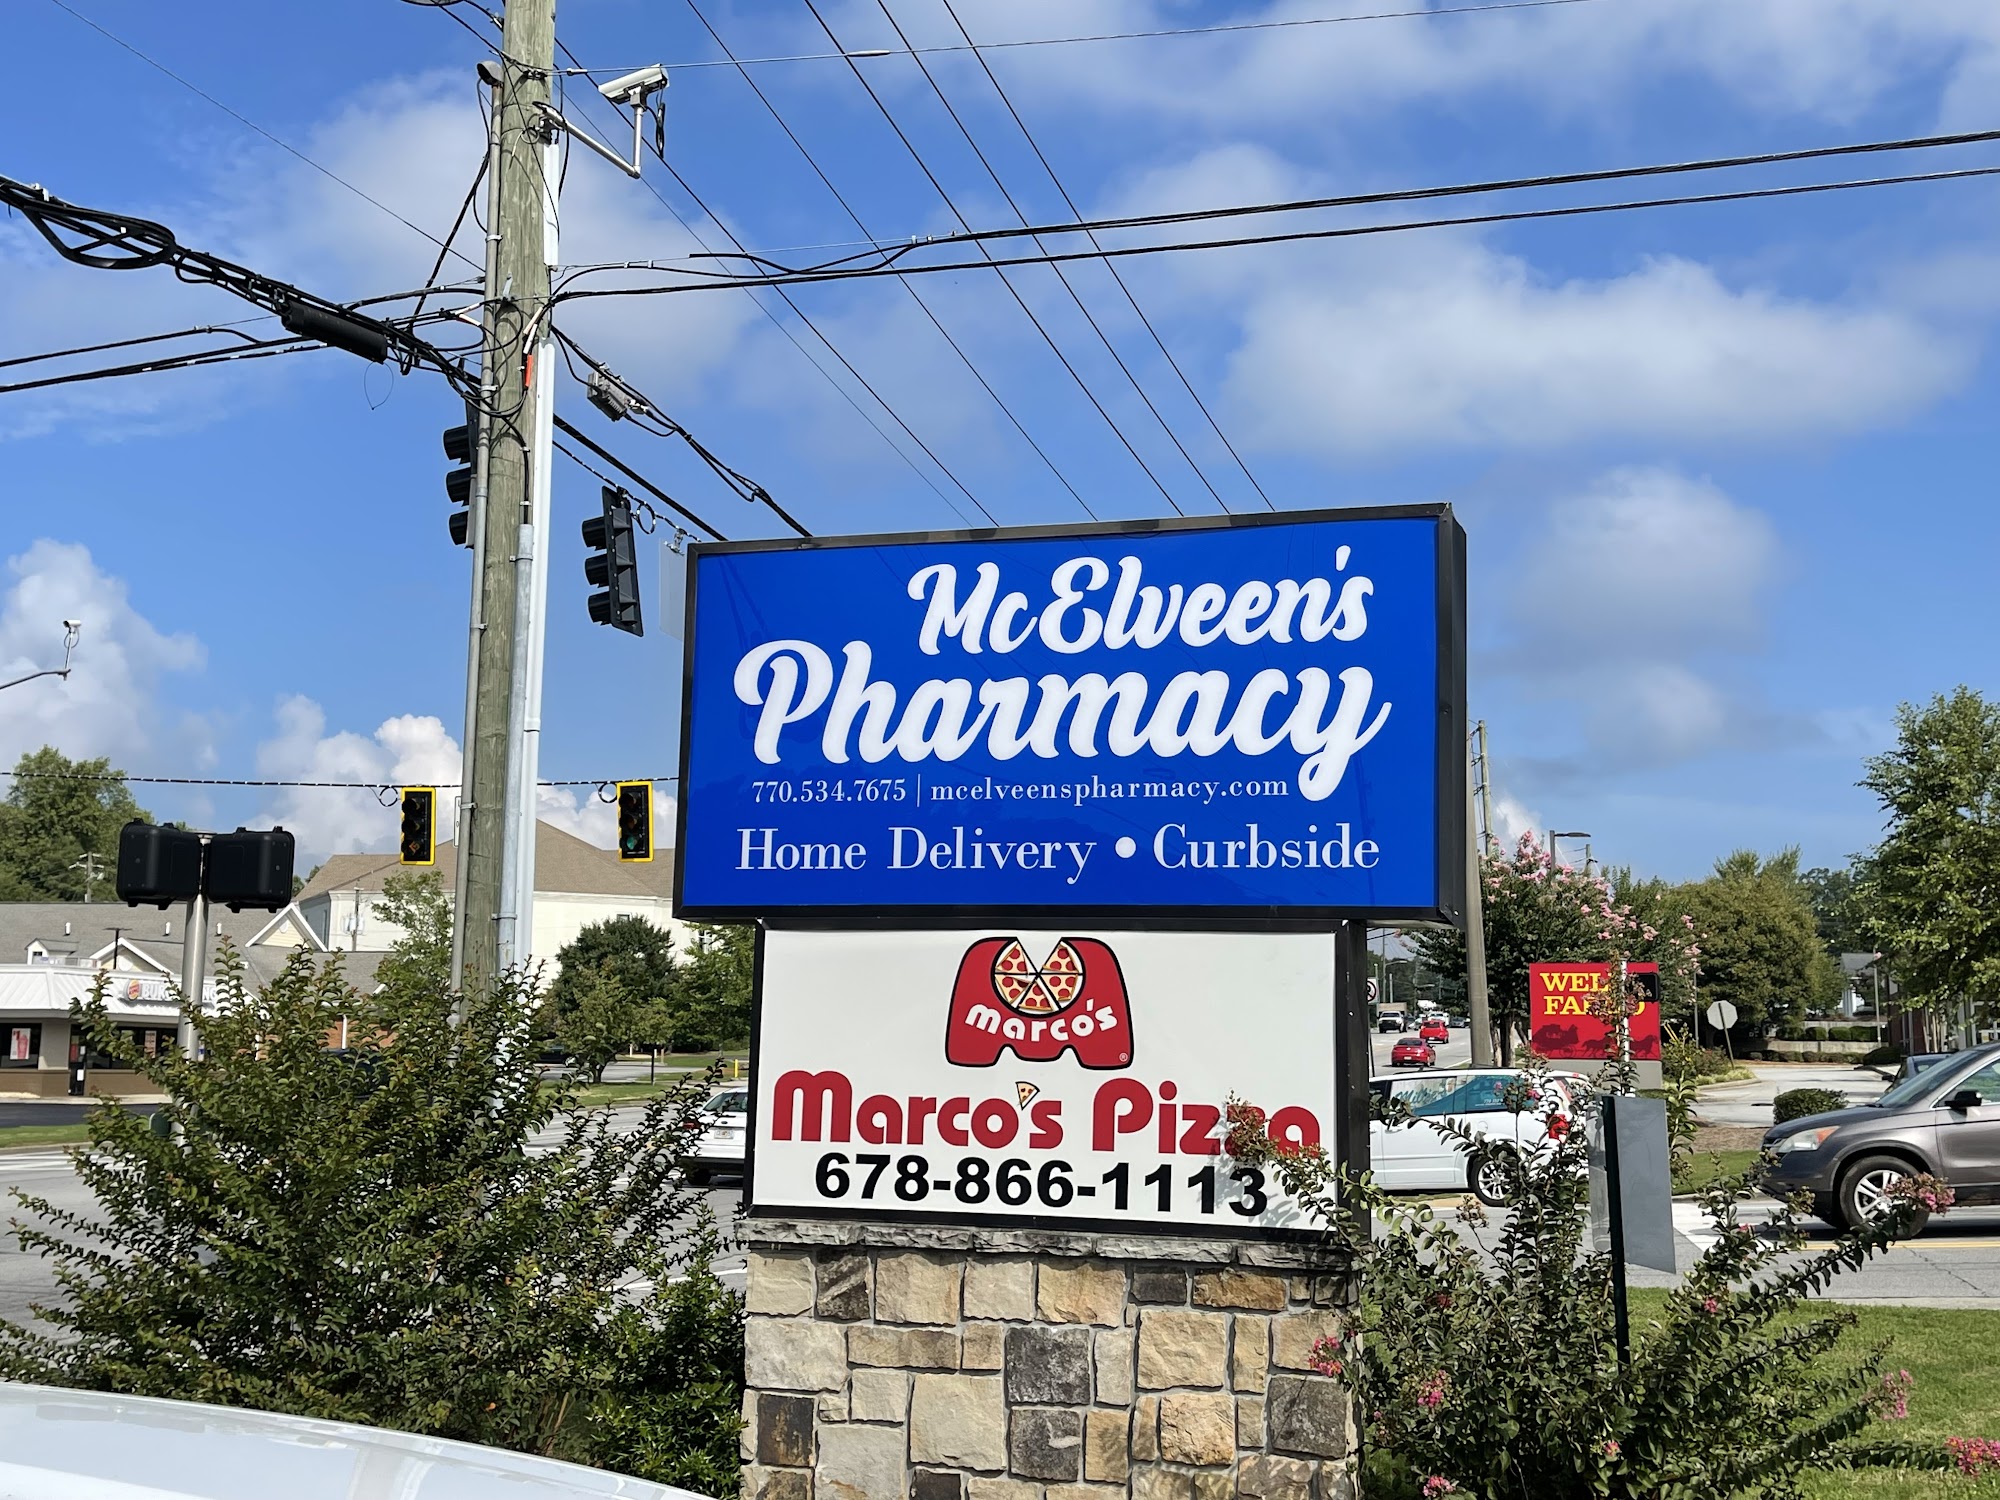 McElveen's
Pharmacy
770.534.7675 | mcelveenspharmacy.com
Home Delivery • Curbside
marco's
®
Marco's Pizza
678-866-1113